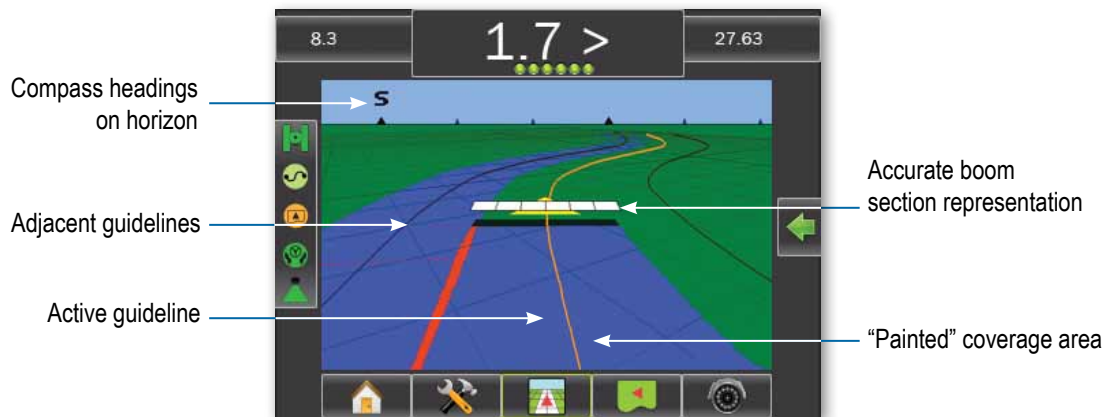 8.3
1.7 >
27.63
Compass headings
on horizon
S
Accurate boom
section representation
Adjacent guidelines
Active guideline
“Painted” coverage area